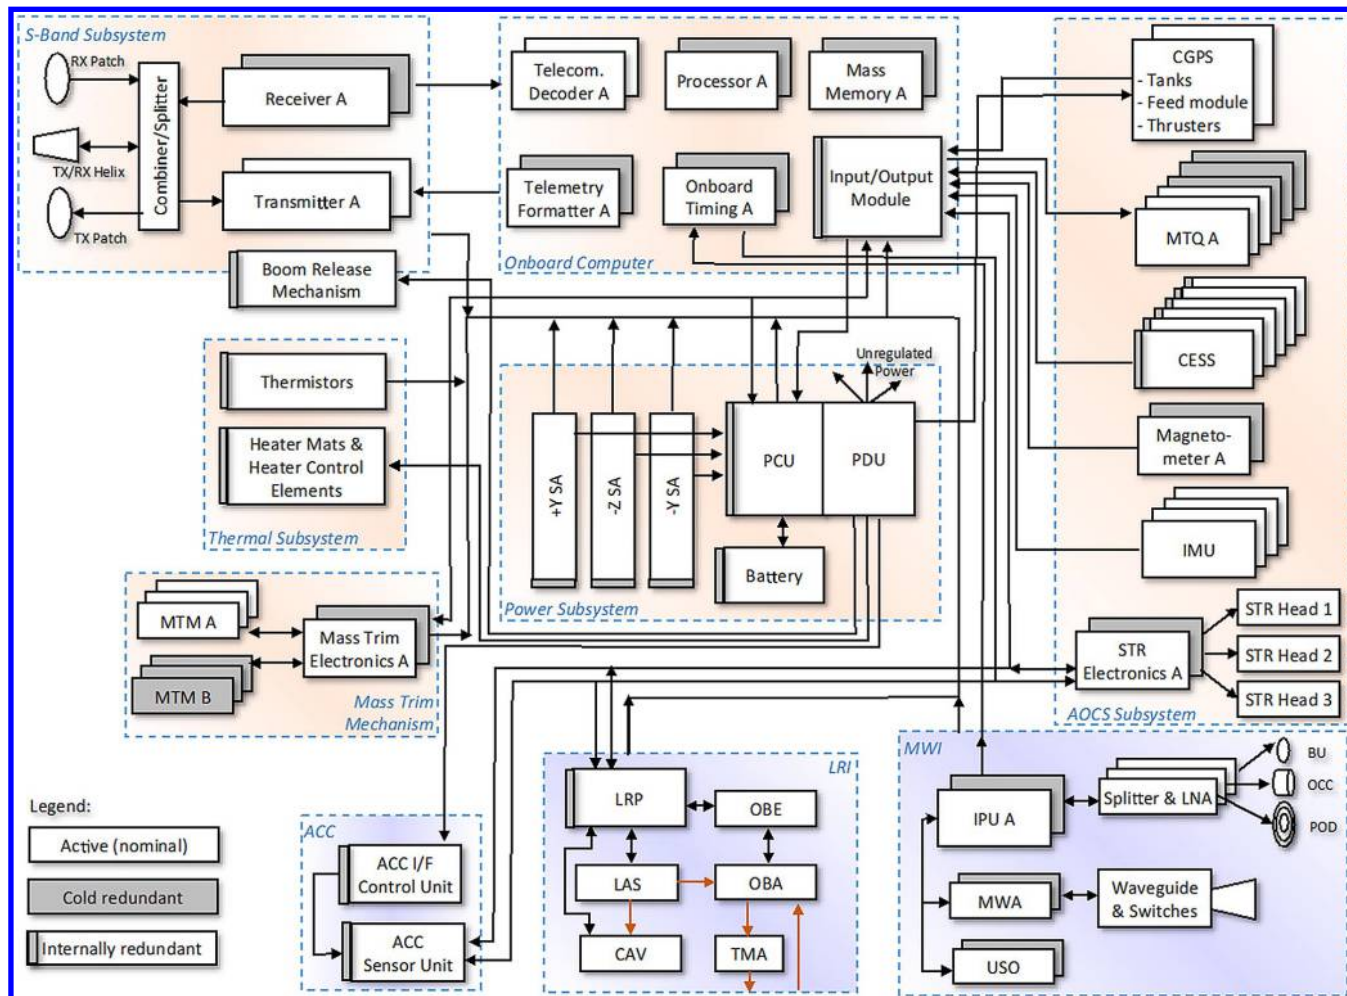 S-Band Subsystem
RX Patch
TX/RX Helix
TX Patch
Combiner/Splitter
Receiver A
Transmitter A
Boom Release
Mechanism
Telecom.
Decoder A
Processor A
Mass
Memory A
Telemetry
Formatter A
Onboard
Timing A
Input/Output
Module
Onboard Computer
CGPS
- Tanks
- Feed module
- Thrusters
MTQ A
CESS
Magneto-
meter A
IMU
STR
Electronics A
STR Head 1
STR Head 2
STR Head 3
AOCS Subsystem
Thermistors
Heater Mats &
Heater Control
Elements
Thermal Subsystem
Unregulated
Power
+Y SA
-Z SA
-Y SA
PCU
PDU
Battery
Power Subsystem
MTM A
MTM B
Mass Trim
Electronics A
Mass Trim
Mechanism
Legend:
Active (nominal)
Cold redundant
Internally redundant
ACC
ACC I/F
Control Unit
ACC
Sensor Unit
LRI
LRP
OBE
LAS
OBA
CAV
TMA
MWI
IPU A
Splitter & LNA
BU
OCC
POD
MWA
Waveguide
& Switches
USO